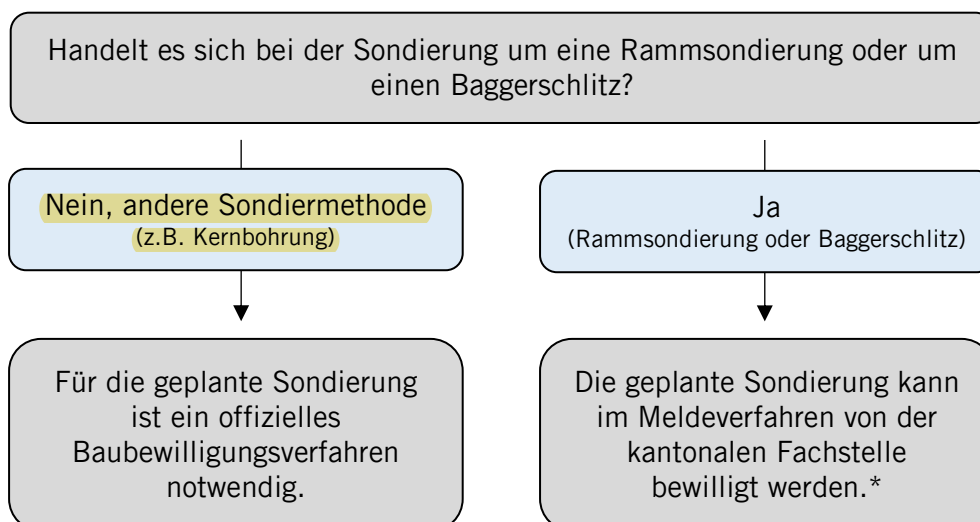 Handelt es sich bei der Sondierung um eine Rammsondierung oder um
einen Baggerschlitz?
Nein, andere Sondiermethode
(z.B. Kernbohrung)
Ja
(Rammsondierung oder Baggerschlitz)
Für die geplante Sondierung
ist ein offizielles
Baubewilligungsverfahren
notwendig.
Die geplante Sondierung kann
im Meldeverfahren von der
kantonalen Fachstelle
bewilligt werden.*